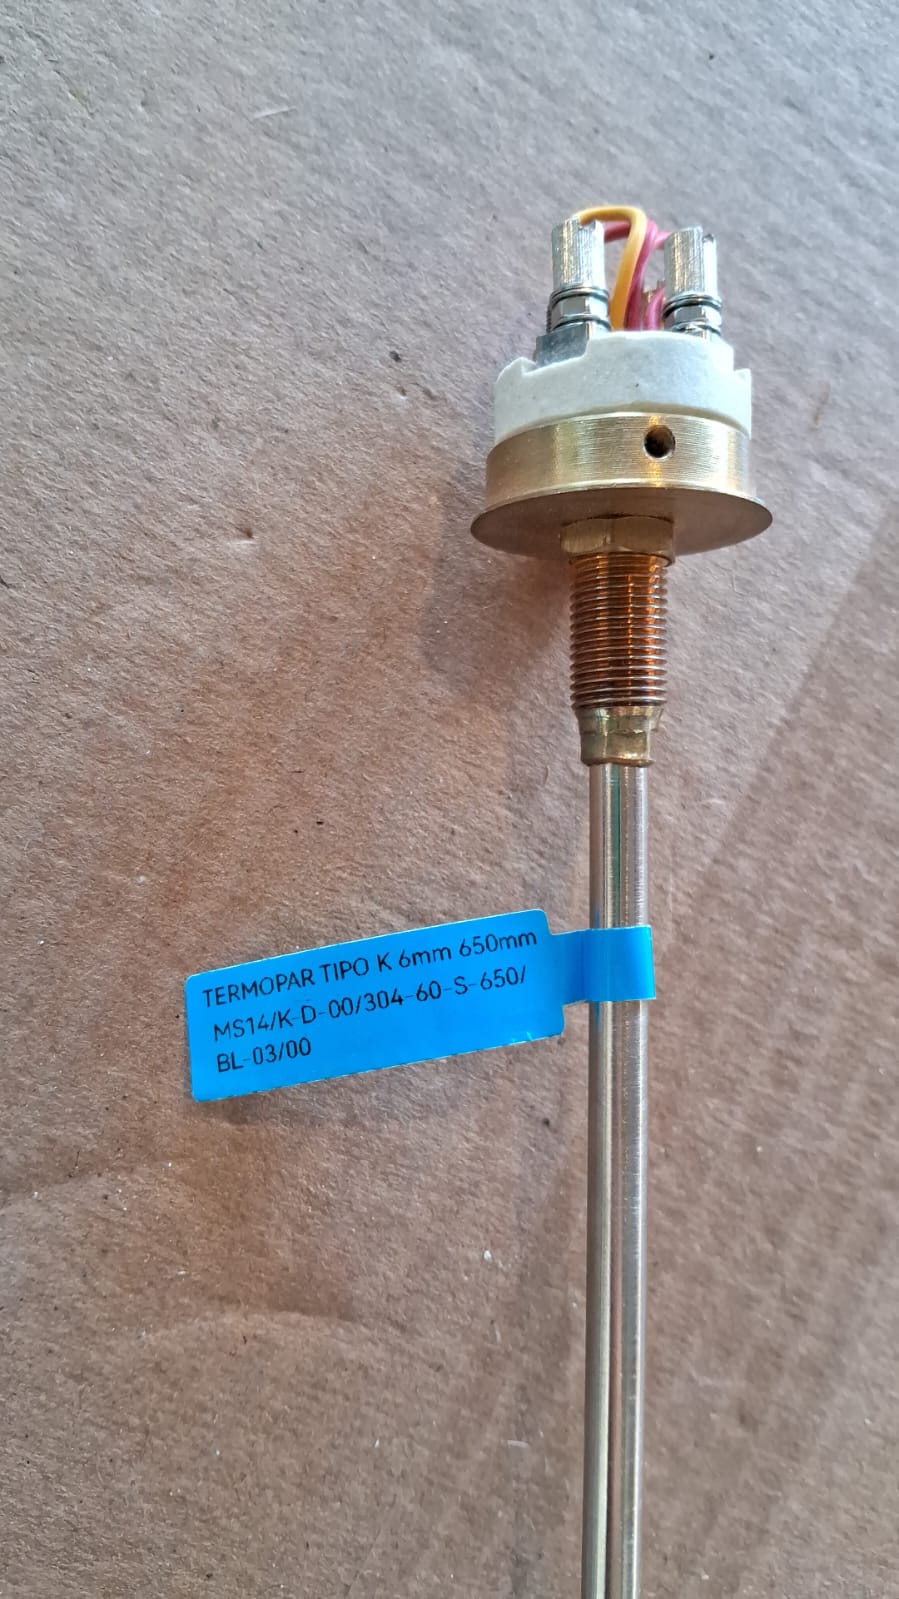 TERMOPAR TIPO K 6mm 650mm
MS14/K-D-00/304-60-S-650/
BL-03/00